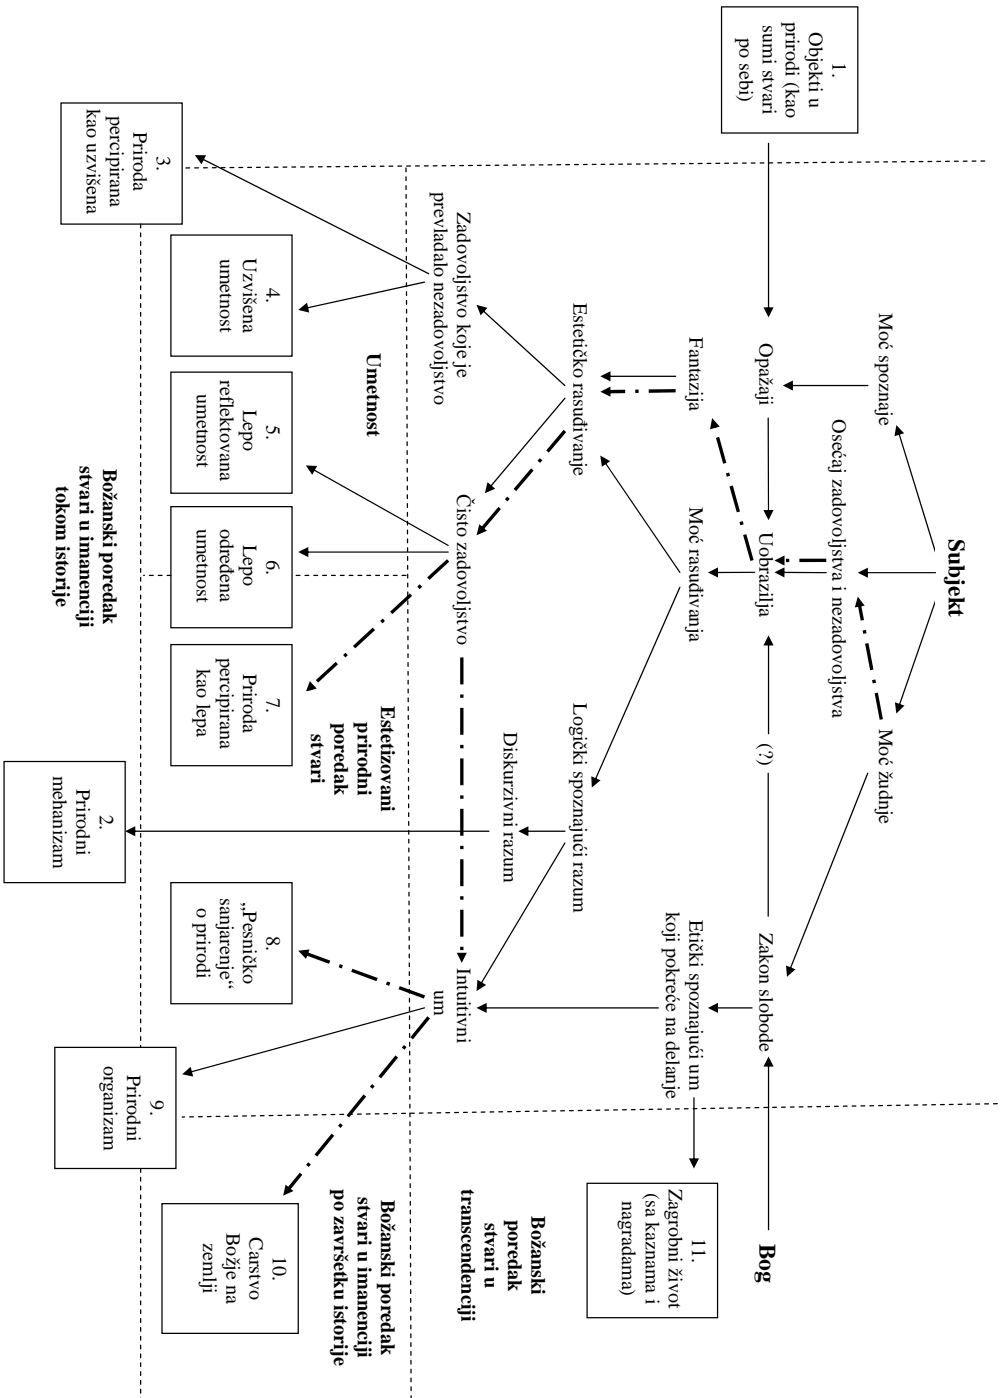 Subjekt
Bog
Moć spoznaje
Osećaj zadovoljstva i nezadovoljstva
Moć žudnje
1.
Objekti u
prirodi (kao
sumi stvari
po sebi)
Opažaji
Uobrazilja
(?)
Zakon slobode
Fantazija
Moć rasuđivanja
Etički spoznajući um
koji pokreće na delanje
11.
Zagrobni život
(sa kaznama i
nagradama)
Estetičko rasuđivanje
Logički spoznajući razum
Diskurzivni razum
Božanski
poredak
stvari u
transcendenciji
Zadovoljstvo koje je
prevladalo nezadovoljstvo
Čisto zadovoljstvo
Intuitivni
um
Umetnost
Estetizovani
prirodni
poredak
stvari
Božanski poredak
stvari u imanenciji
po završetku istorije
3.
Priroda
percipirana
kao uzvišena
4.
Uzvišena
umetnost
5.
Lepo
reflektovana
umetnost
6.
Lepo
određena
umetnost
7.
Priroda
percipirana
kao lepa
2.
Prirodni
mehanizam
8.
„Pesničko
sanjarenje“
o prirodi
9.
Prirodni
organizam
10.
Carstvo
Božje na
zemlji
Božanski poredak
stvari u imanenciji
tokom istorije